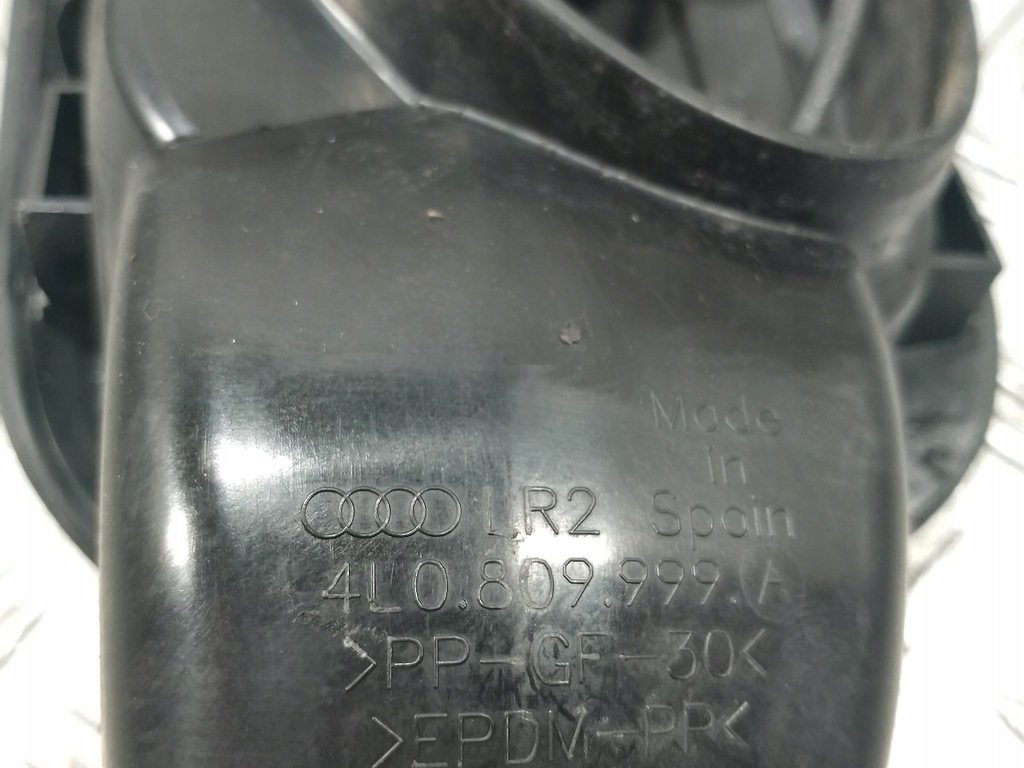 Made
in
LR2 Spain
4L0.809.999.A
>PP-GF-30<
>EPDM-PP<